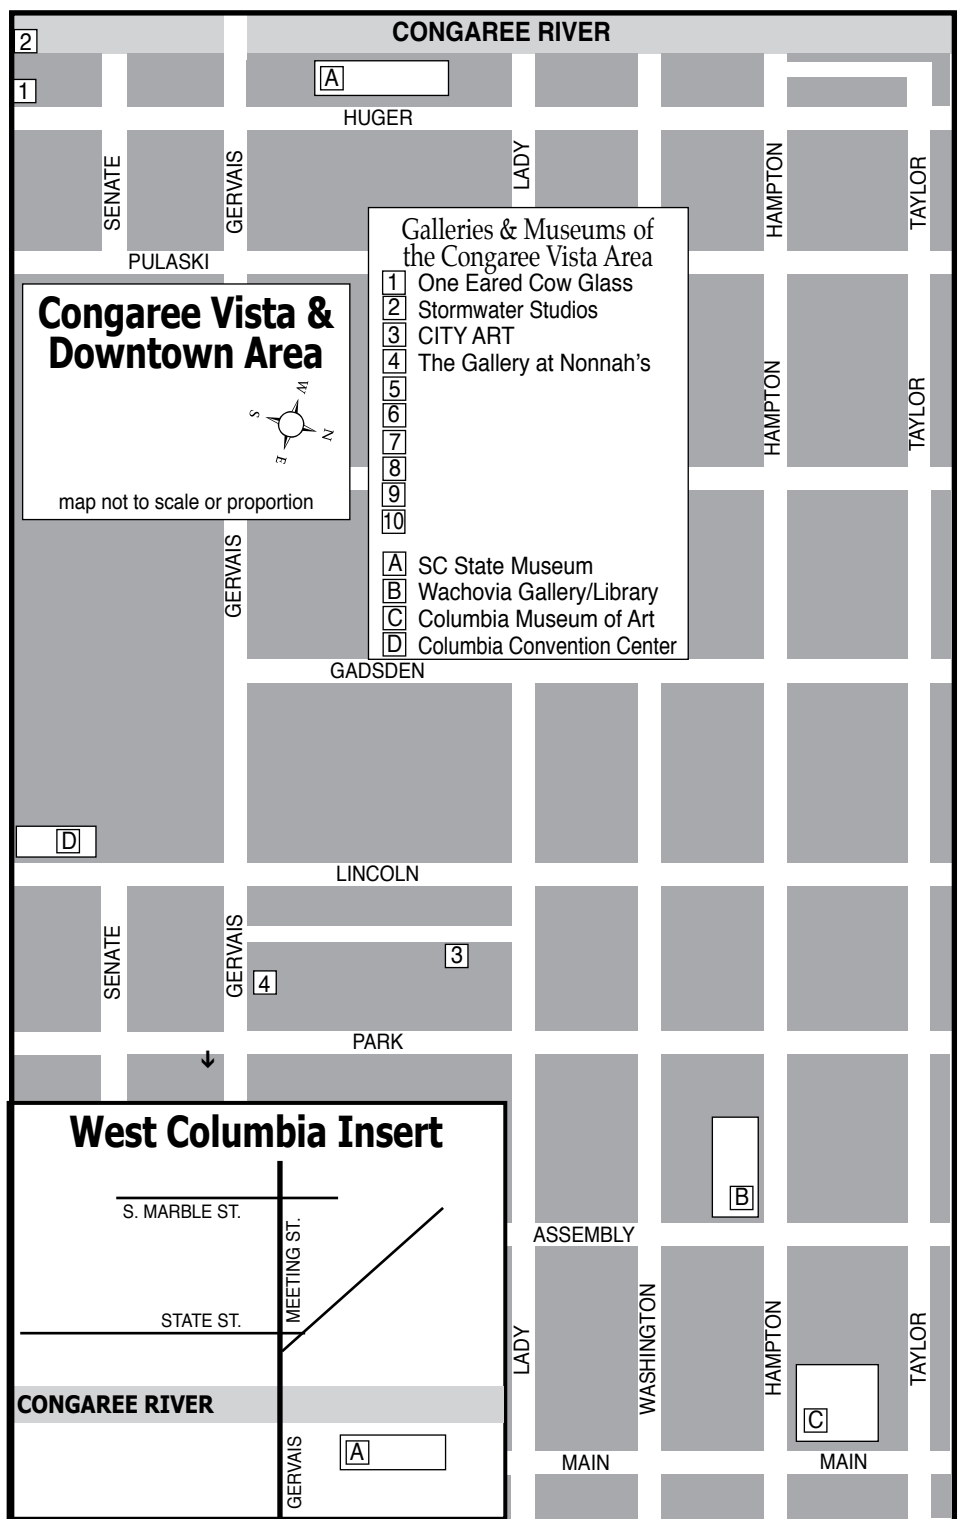 CONGAREE RIVER
2
1
A
HUGER
SENATE
GERVAIS
LADY
HAMPTON
TAYLOR
PULASKI
Galleries & Museums of
the Congaree Vista Area
1 One Eared Cow Glass
2 Stormwater Studios
3 CITY ART
4 The Gallery at Nonnah's
5
6
7
8
9
10
A SC State Museum
B Wachovia Gallery/Library
C Columbia Museum of Art
D Columbia Convention Center
Congaree Vista &
Downtown Area
W
S
N
E
map not to scale or proportion
HAMPTON
TAYLOR
GERVAIS
GADSDEN
D
LINCOLN
SENATE
GERVAIS
3
4
PARK
B
ASSEMBLY
LADY
WASHINGTON
HAMPTON
TAYLOR
C
MAIN
MAIN
West Columbia Insert
S. MARBLE ST.
MEETING ST.
STATE ST.
CONGAREE RIVER
GERVAIS
A